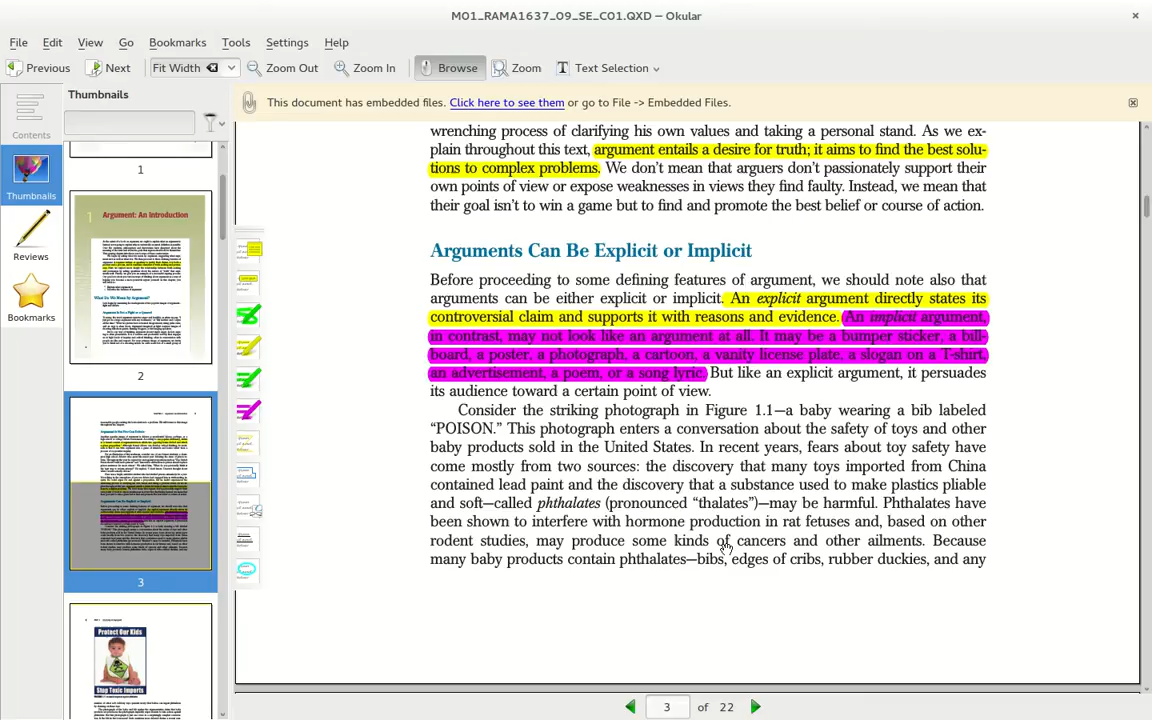 M01_RAMA1637_09_SE_C01.QXD — Okular
File Edit View Go Bookmarks Tools Settings Help
Previous Next Fit Width Zoom Out Zoom In Browse Zoom Text Selection
Contents
Thumbnails
Reviews
Bookmarks
Thumbnails
1
1 Argument: An Introduction
2
3
Protect Our Kids
Stop Toxic Imports
This document has embedded files. Click here to see them or go to File -> Embedded Files.
wrenching process of clarifying his own values and taking a personal stand. As we ex-
plain throughout this text, argument entails a desire for truth; it aims to find the best solu-
tions to complex problems. We don’t mean that arguers don’t passionately support their
own points of view or expose weaknesses in views they find faulty. Instead, we mean that
their goal isn’t to win a game but to find and promote the best belief or course of action.
Arguments Can Be Explicit or Implicit
Before proceeding to some defining features of argument, we should note also that
arguments can be either explicit or implicit. An explicit argument directly states its
controversial claim and supports it with reasons and evidence. An implicit argument,
in contrast, may not look like an argument at all. It may be a bumper sticker, a bill-
board, a poster, a photograph, a cartoon, a vanity license plate, a slogan on a T-shirt,
an advertisement, a poem, or a song lyric. But like an explicit argument, it persuades
its audience toward a certain point of view.
Consider the striking photograph in Figure 1.1—a baby wearing a bib labeled
“POISON.” This photograph enters a conversation about the safety of toys and other
baby products sold in the United States. In recent years, fears about toy safety have
come mostly from two sources: the discovery that many toys imported from China
contained lead paint and the discovery that a substance used to make plastics pliable
and soft—called phthalates (pronounced “thalates”)—may be harmful. Phthalates have
been shown to interfere with hormone production in rat fetuses and, based on other
rodent studies, may produce some kinds of cancers and other ailments. Because
many baby products contain phthalates—bibs, edges of cribs, rubber duckies, and any
3 of 22